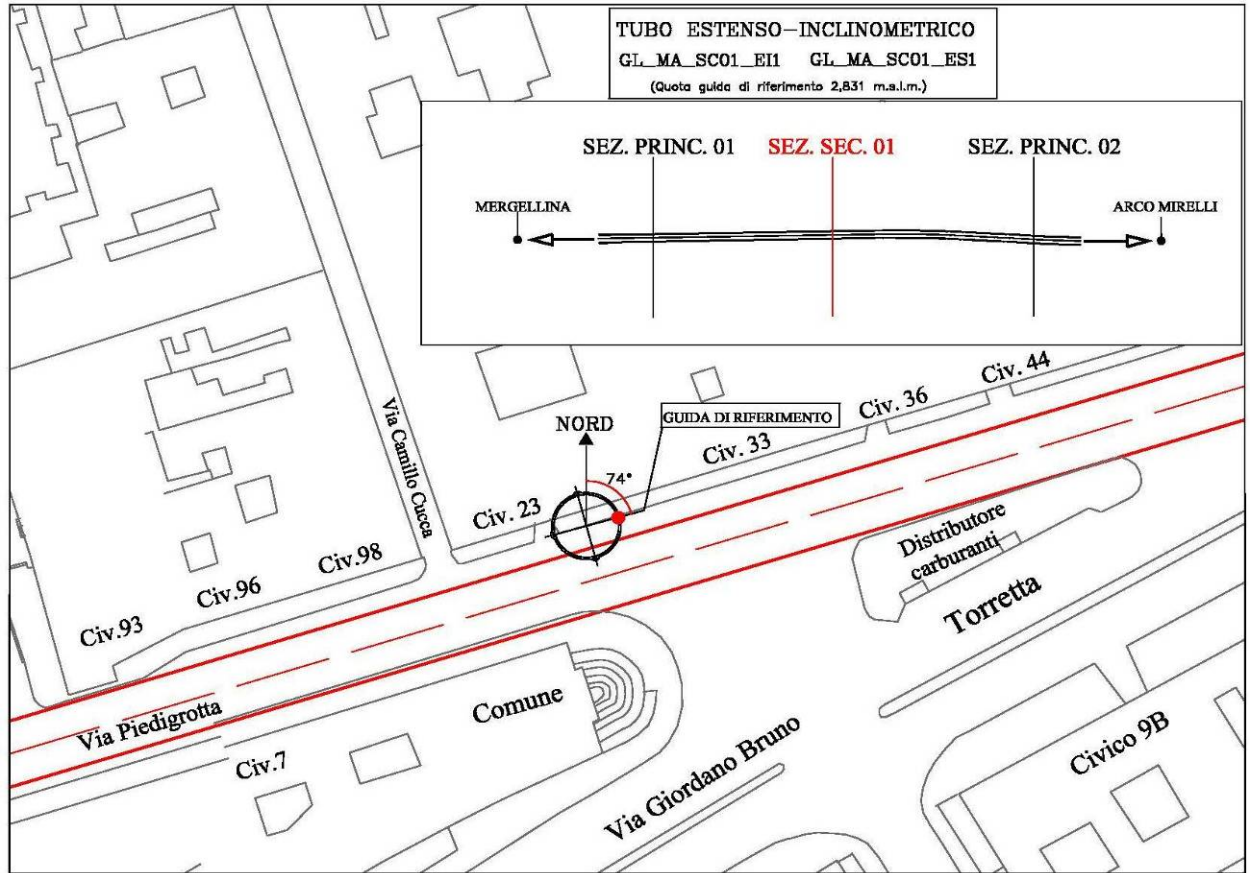 TUBO ESTENSO-INCLINOMETRICO
GL_MA_SC01_EI1 GL_MA_SC01_ES1
(Quota guida di riferimento 2,831 m.s.l.m.)
SEZ. PRINC. 01 SEZ. SEC. 01 SEZ. PRINC. 02
MERGELLINA ARCO MIRELLI
Civ. 44
Civ. 36
Via Camillo Cucca
NORD
GUIDA DI RIFERIMENTO
Civ. 33
74°
Civ. 23
Distributore
carburanti
Civ.98
Civ.96
Civ.93
Torretta
Comune
Via Piedigrotta
Civ.7
Via Giordano Bruno
Civico 9B